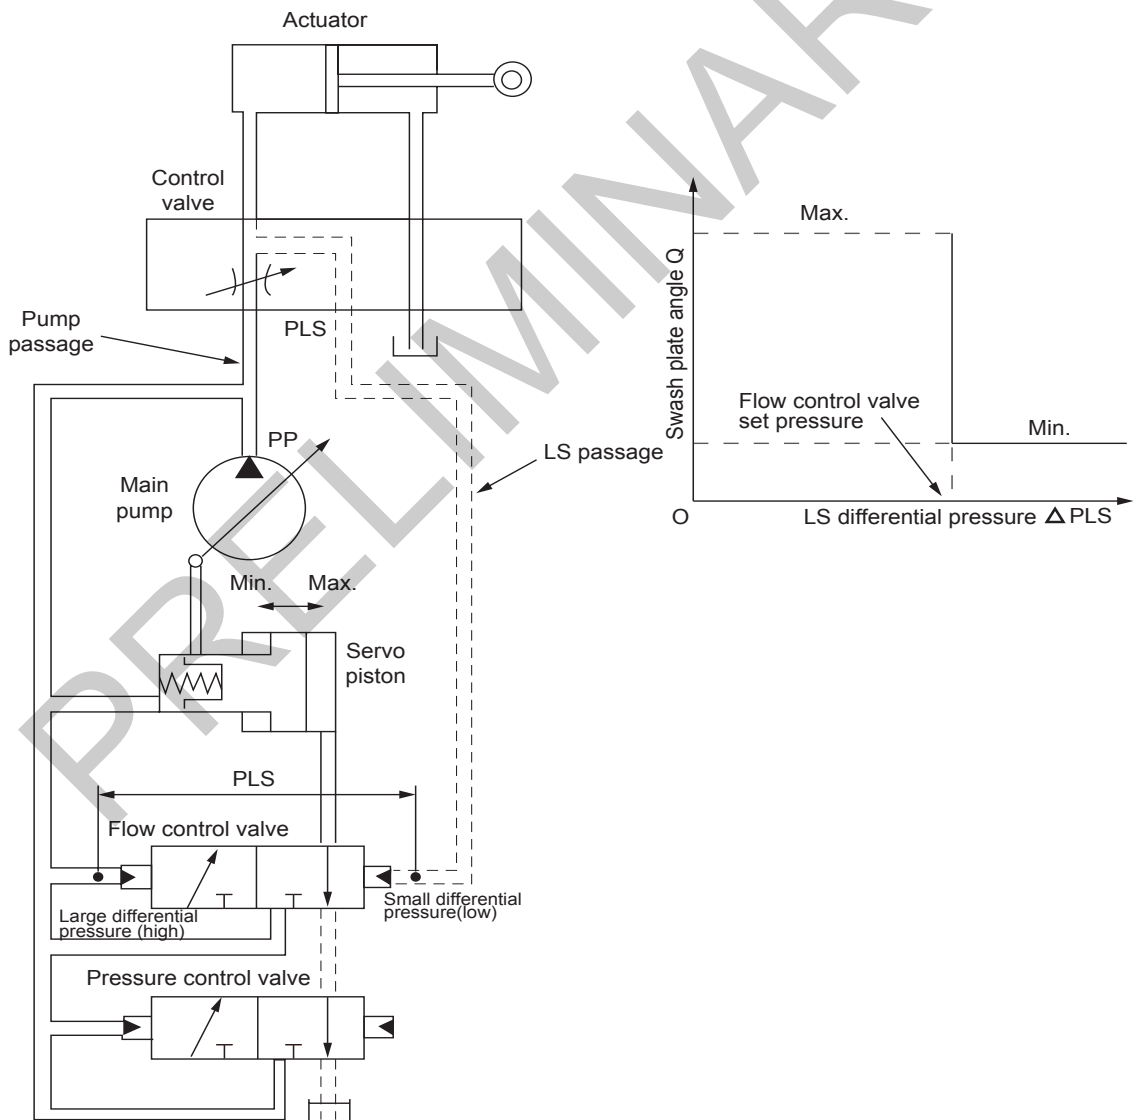 Actuator
Control
valve
Pump
passage
PLS
PP
Main
pump
LS passage
Min.
Max.
Servo
piston
PLS
Flow control valve
Large differential
pressure (high)
Small differential
pressure(low)
Pressure control valve
Swash plate angle Q
Max.
Flow control valve
set pressure
Min.
O
LS differential pressure △ PLS
PRELIMINAR